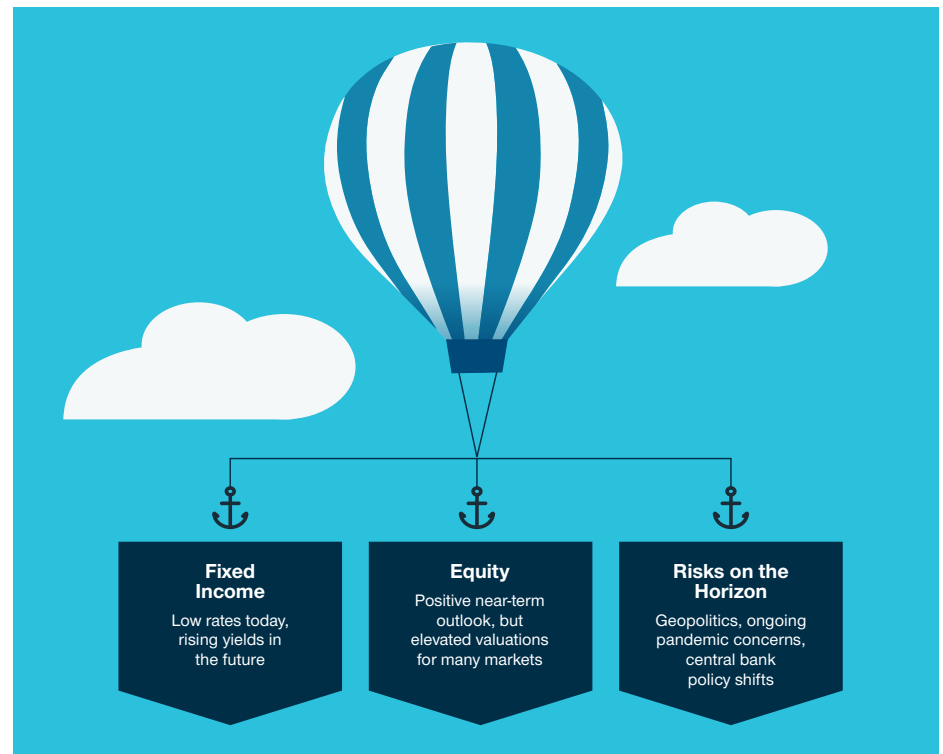 Fixed
Income
Low rates today,
rising yields in
the future
Equity
Positive near-term
outlook, but
elevated valuations
for many markets
Risks on the
Horizon
Geopolitics, ongoing
pandemic concerns,
central bank
policy shifts